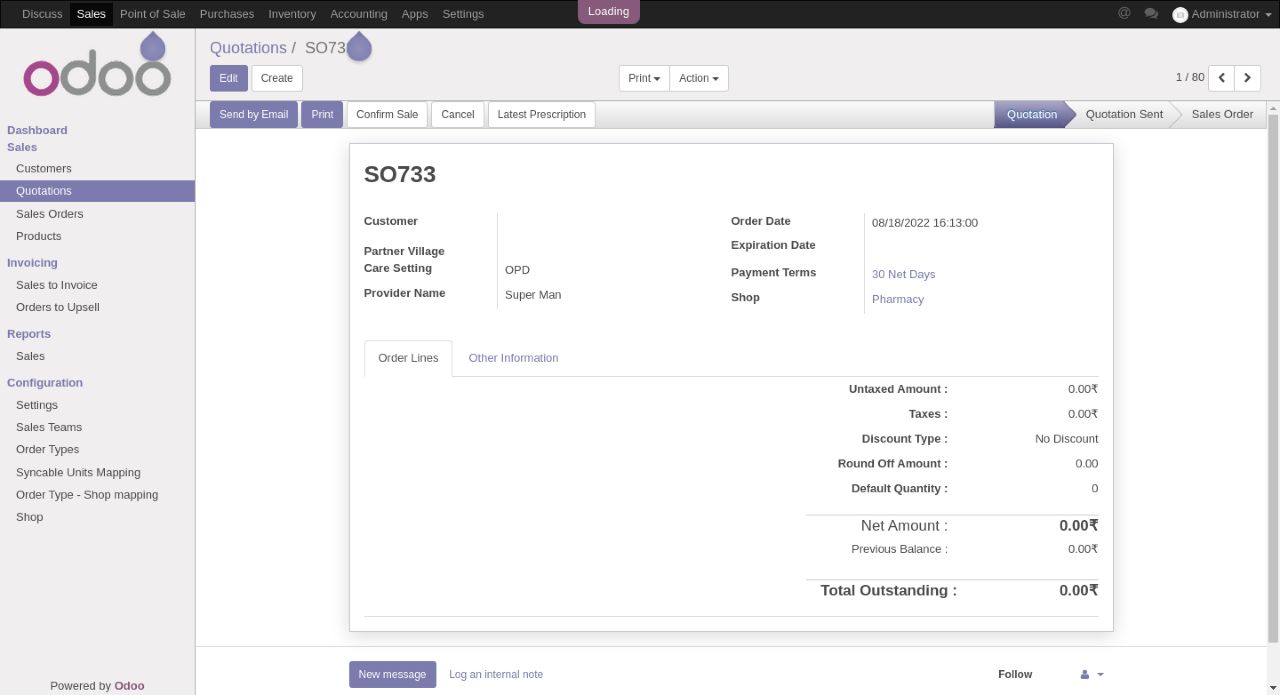 Discuss Sales Point of Sale Purchases Inventory Accounting Apps Settings Loading @ Administrator
odoo
Quotations / SO73
Edit Create Print Action 1 / 80
Send by Email Print Confirm Sale Cancel Latest Prescription Quotation Quotation Sent Sales Order
Dashboard
Sales
Customers
Quotations
Sales Orders
Products
Invoicing
Sales to Invoice
Orders to Upsell
Reports
Sales
Configuration
Settings
Sales Teams
Order Types
Syncable Units Mapping
Order Type - Shop mapping
Shop
Powered by Odoo
SO733
Customer
Partner Village
Care Setting OPD
Provider Name Super Man
Order Date 08/18/2022 16:13:00
Expiration Date
Payment Terms 30 Net Days
Shop Pharmacy
Order Lines Other Information
Untaxed Amount : 0.00₹
Taxes : 0.00₹
Discount Type : No Discount
Round Off Amount : 0.00
Default Quantity : 0
Net Amount : 0.00₹
Previous Balance : 0.00₹
Total Outstanding : 0.00₹
New message Log an internal note Follow